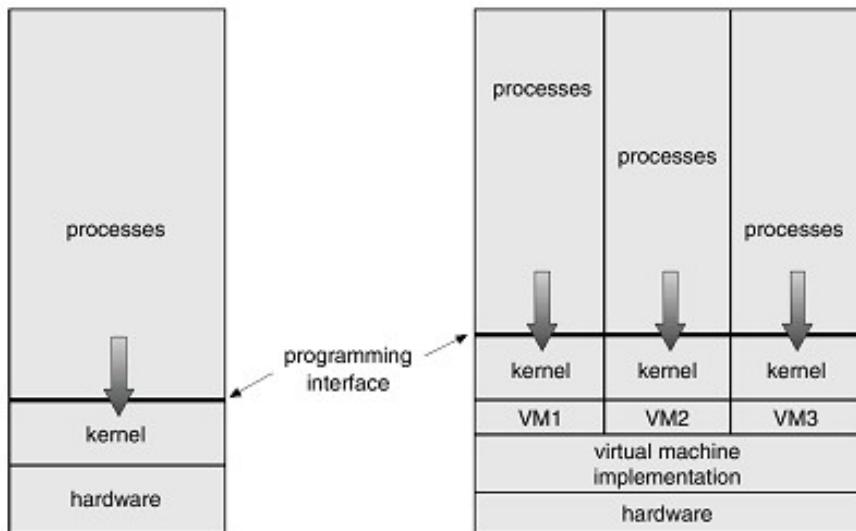 processes
kernel
hardware
programming
interface
processes
processes
processes
kernel
kernel
kernel
VM1
VM2
VM3
virtual machine
implementation
hardware